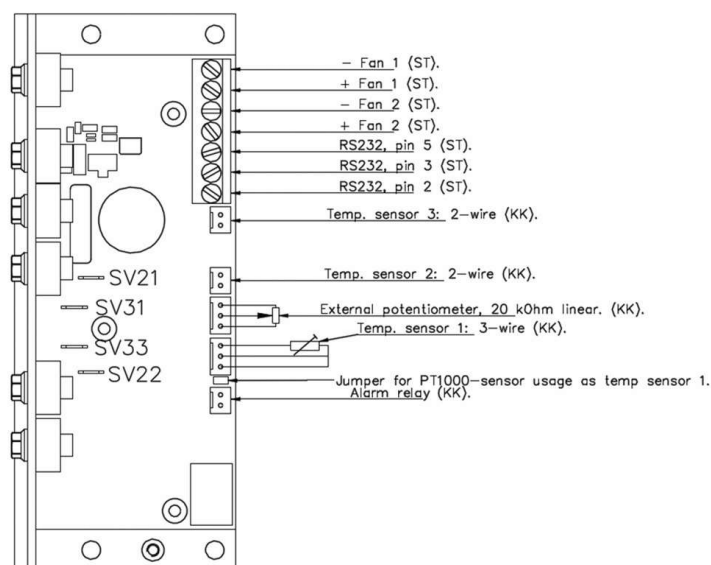 - Fan 1 (ST).
+ Fan 1 (ST).
- Fan 2 (ST).
+ Fan 2 (ST).
RS232, pin 5 (ST).
RS232, pin 3 (ST).
RS232, pin 2 (ST).
Temp. sensor 3: 2-wire (KK).
SV21
Temp. sensor 2: 2-wire (KK).
SV31
External potentiometer, 20 kOhm linear. (KK).
Temp. sensor 1: 3-wire (KK).
SV33
SV22
Jumper for PT1000-sensor usage as temp sensor 1.
Alarm relay (KK).